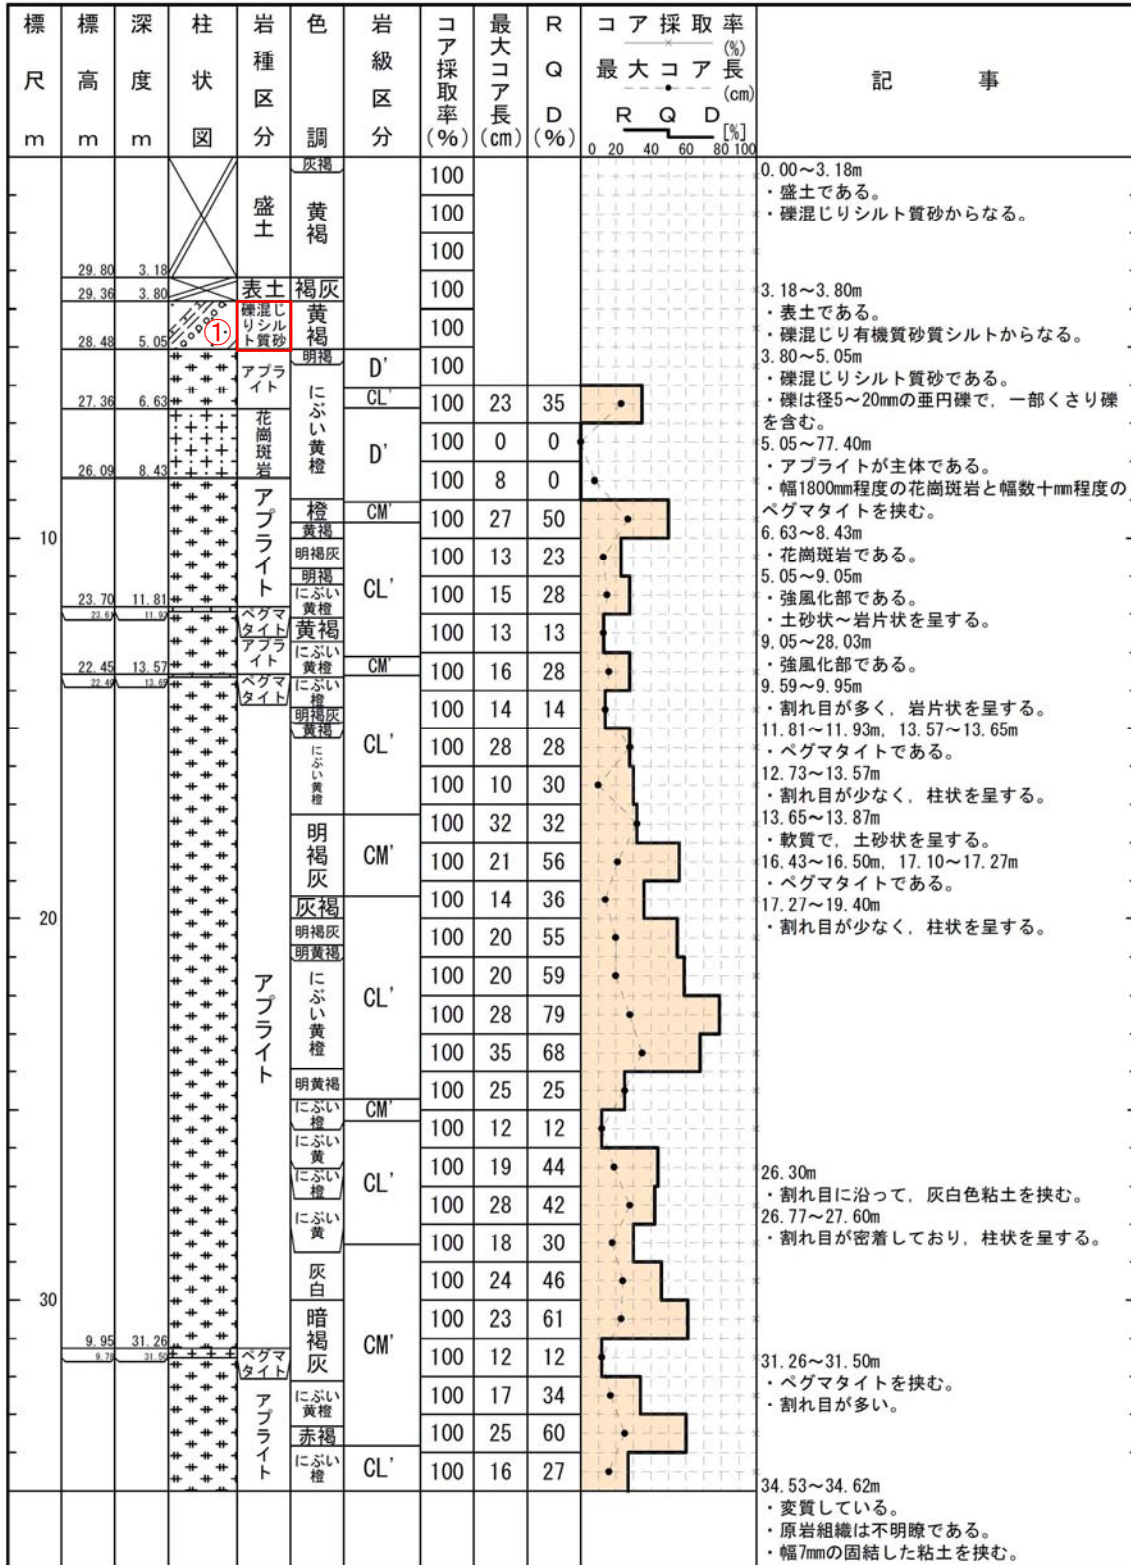 標尺m
標高m
深度m
柱状図
岩種区分
色調
岩級区分
コア採取率(%)
最大コア長(cm)
RQD(%)
コア採取率(%)
最大コア長(cm)
RQD[%]
0 20 40 60 80 100
記事
10
20
30
29.80 3.18
29.36 3.80
28.48 5.05
27.36 6.63
26.09 8.43
23.70 11.81
11.93
22.45 13.57
13.65
9.95 31.26
9.78 31.50
盛土
表土
①
礫混じ
りシル
ト質砂
アプラ
イト
花崗斑岩
アプライト
ペグマ
タイト
アプラ
イト
ペグマ
タイト
アプライト
ペグマ
タイト
アプライト
灰褐
黄褐
褐灰
黄褐
明褐
にぶい黄橙
橙
黄褐
明褐灰
明褐
にぶい
黄橙
黄褐
にぶい
黄橙
にぶい
橙
明褐灰
黄褐
にぶい黄橙
明褐灰
灰褐
明褐灰
明黄褐
にぶい黄橙
明黄褐
にぶい
橙
にぶい
黄
にぶい
橙
にぶい
黄
灰白
暗褐灰
にぶい
黄橙
赤褐
にぶい
橙
D'
CL'
D'
CM'
CL'
CM'
CL'
CM'
CL'
CM'
CL'
CM'
CL'
100
100
100
100
100
100
100 23 35
100 0 0
100 8 0
100 27 50
100 13 23
100 15 28
100 13 13
100 16 28
100 14 14
100 28 28
100 10 30
100 32 32
100 21 56
100 14 36
100 20 55
100 20 59
100 28 79
100 35 68
100 25 25
100 12 12
100 19 44
100 28 42
100 18 30
100 24 46
100 23 61
100 12 12
100 17 34
100 25 60
100 16 27
0.00～3.18m
・盛土である。
・礫混じりシルト質砂からなる。
3.18～3.80m
・表土である。
・礫混じり有機質砂質シルトからなる。
3.80～5.05m
・礫混じりシルト質砂である。
・礫は径5～20mmの亜円礫で，一部くさり礫
を含む。
5.05～77.40m
・アプライトが主体である。
・幅1800mm程度の花崗斑岩と幅数十mm程度の
ペグマタイトを挟む。
6.63～8.43m
・花崗斑岩である。
5.05～9.05m
・強風化部である。
・土砂状～岩片状を呈する。
9.05～28.03m
・強風化部である。
9.59～9.95m
・割れ目が多く，岩片状を呈する。
11.81～11.93m，13.57～13.65m
・ペグマタイトである。
12.73～13.57m
・割れ目が少なく，柱状を呈する。
13.65～13.87m
・軟質で，土砂状を呈する。
16.43～16.50m，17.10～17.27m
・ペグマタイトである。
17.27～19.40m
・割れ目が少なく，柱状を呈する。
26.30m
・割れ目に沿って，灰白色粘土を挟む。
26.77～27.60m
・割れ目が密着しており，柱状を呈する。
31.26～31.50m
・ペグマタイトを挟む。
・割れ目が多い。
34.53～34.62m
・変質している。
・原岩組織は不明瞭である。
・幅7mmの固結した粘土を挟む。